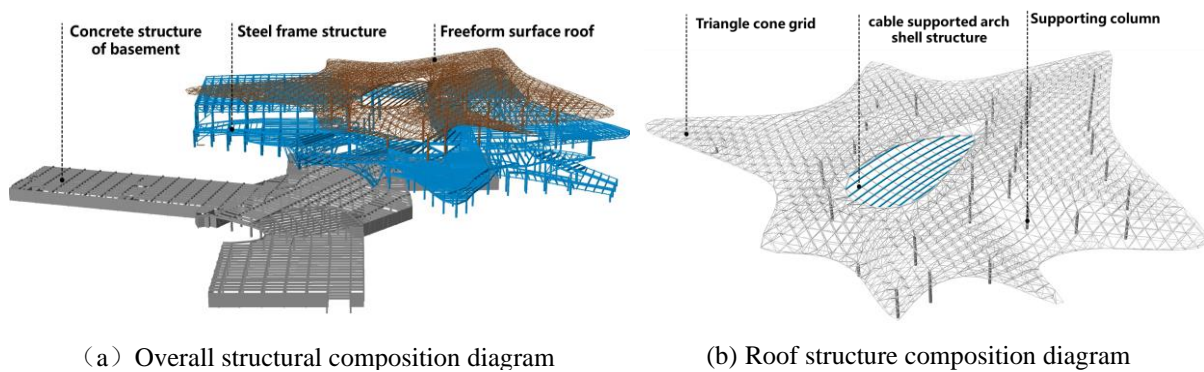 Concrete structure
of basement
Steel frame structure
Freeform surface roof
（a）Overall structural composition diagram
Triangle cone grid
cable supported arch
shell structure
Supporting column
(b) Roof structure composition diagram